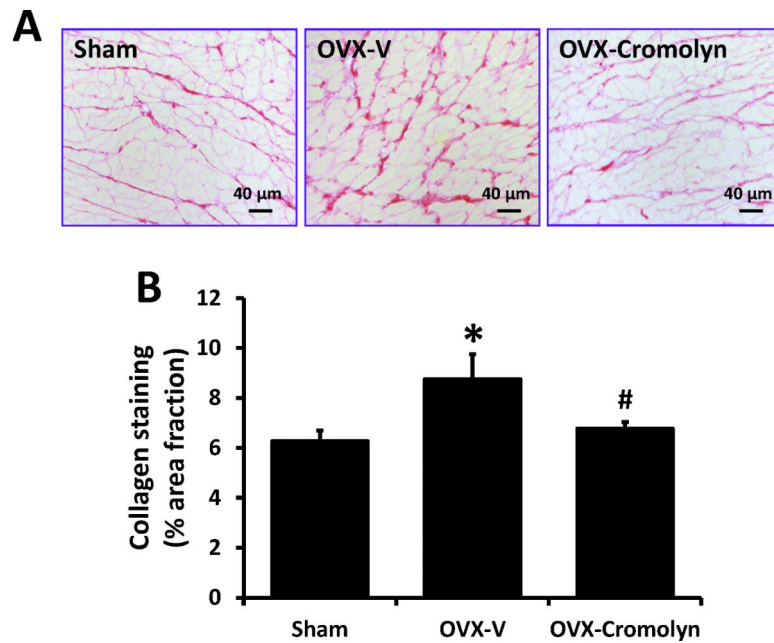 A
Sham
OVX-V
OVX-Cromolyn
40 µm
40 µm
40 µm
B
Collagen staining
(% area fraction)
12
10
8
6
4
2
0
*
#
Sham
OVX-V
OVX-Cromolyn